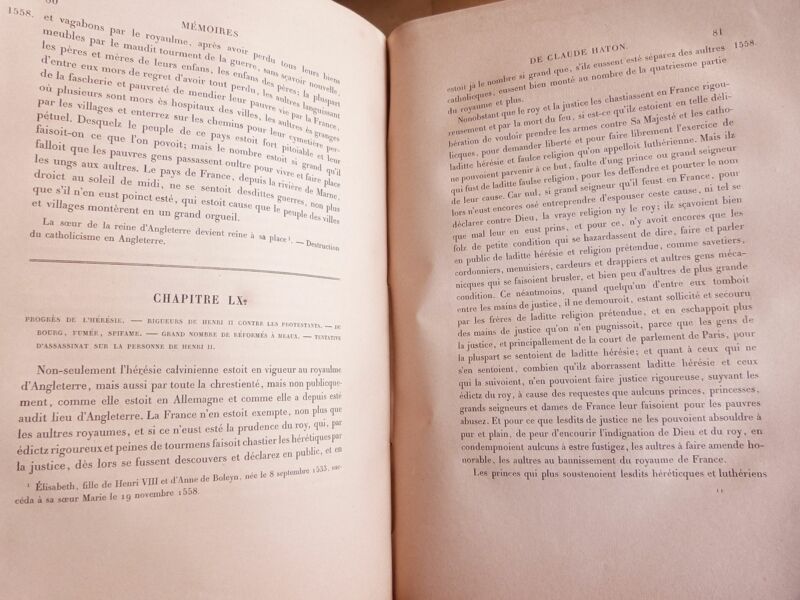 80
MÉMOIRES
1558.
et vagabons par le royaulme, après avoir perdu tous leurs biens
meubles par le maudit tourment de la guerre, sans sçavoir nouvelle,
les pères et mères de leurs enfans, les enfans des pères; la pluspart
d'entre eux mors de regret d'avoir tout perdu, les aultres languissant
de la fascherie et pauvreté de mendier leur pauvre vie par la France,
où plusieurs sont mors ès hospitaux des villes, les aultres ès granges
par les villages et enterrez sur les chemins pour leur cymetière per-
pétuel. Desquelz le peuple de ce pays estoit fort pitoiable et leur
faisoit-on ce que l'on povoit; mais le nombre estoit si grand qu'il
falloit que les pauvres gens passassent oultre pour vivre et faire place
les ungs aux aultres. Le pays de France, depuis la rivière de Marne,
droict au soleil de midi, ne se sentoit desdittes guerres, non plus
que s'il n'en eust poinct esté, qui estoit cause que le peuple des villes
et villages montèrent en un grand orgueil.
La sœur de la reine d'Angleterre devient reine à sa place¹. — Destruction
du catholicisme en Angleterre.
CHAPITRE LX.
PROGRÈS DE L'HÉRÉSIE. — RIGUEURS DE HENRI II CONTRE LES PROTESTANTS. — DU
BOURG, FUMÉE, SPIFAME. — GRAND NOMBRE DE RÉFORMÉS À MEAUX. — TENTATIVE
D'ASSASSINAT SUR LA PERSONNE DE HENRI II.
Non-seulement l'hérésie calvinienne estoit en vigueur au royaulme
d'Angleterre, mais aussi par toute la chrestienté, mais non publique-
ment, comme elle estoit en Allemagne et comme elle a depuis esté
audit lieu d'Angleterre. La France n'en estoit exempte, non plus que
les aultres royaumes, et si ce n'eust esté la prudence du roy, qui, par
édictz rigoureux et peines de tourmens faisoit chastier les hérétiques par
la justice, dès lors se fussent descouvers et déclarez en public, et en
¹ Élisabeth, fille de Henri VIII et d'Anne de Boleyn, née le 8 septembre 1533, suc-
céda à sa sœur Marie le 19 novembre 1558.
DE CLAUDE HATON.
81
1558.
estoit jà le nombre si grand que, s'ilz eussent esté séparez des aultres
catholicques, eussent bien monté au nombre de la quatriesme partie
du royaume et plus.
Nonobstant que le roy et la justice les chastiassent en France rigou-
reusement et par la mort du feu, si est-ce qu'ilz estoient en telle déli-
bération de vouloir prendre les armes contre Sa Majesté et les catho-
licques, pour demander liberté et pour faire librement l'exercice de
laditte hérésie et faulce religion qu'on appelloit luthérienne. Mais ilz
ne pouvoient parvenir à ce but, faulte d'ung prince ou grand seigneur
qui fust de laditte faulse religion, pour les deffendre et pourter le nom
de leur cause. Car nul, si grand seigneur qu'il feust en France, pour
lors n'eust encores osé entreprendre d'espouser ceste cause, ni tel se
déclarer contre Dieu, la vraye religion ny le roy; ilz sçavoient bien
que mal leur en eust prins, et pour ce, n'y avoit encores que les
folz de petite condition qui se hazardassent de dire, faire et parler
en public de laditte hérésie et religion prétendue, comme savetiers,
cordonniers, menuisiers, cardeurs et drappiers et aultres gens méca-
nicques qui se faisoient brusler, et bien peu d'aultres de plus grande
condition. Ce néantmoins, quand quelqu'un d'entre eux tomboit
entre les mains de justice, il ne demouroit, estant sollicité et secouru
par les frères de laditte religion prétendue, et en eschappoit plus
des mains de justice qu'on n'en pugnissoit, parce que les gens de
la justice, et principallement de la court de parlement de Paris, pour
la pluspart se sentoient de laditte hérésie; et quant à ceux qui ne
s'en sentoient, combien qu'ilz aborrassent laditte hérésie et ceux
qui la suivoient, n'en pouvoient faire justice rigoureuse, suyvant les
édictz du roy, à cause des requestes que aulcuns princes, princesses,
grands seigneurs et dames de France leur faisoient pour les pauvres
abusez. Et pour ce que lesdits de justice ne les pouvoient absouldre à
pur et plain, de peur d'encourir l'indignation de Dieu et du roy, en
condempnoient aulcuns à estre fustigez, les aultres à faire amende ho-
norable, les aultres au bannissement du royaume de France.
Les princes qui plus soustenoient lesdits héréticques et luthériens
11